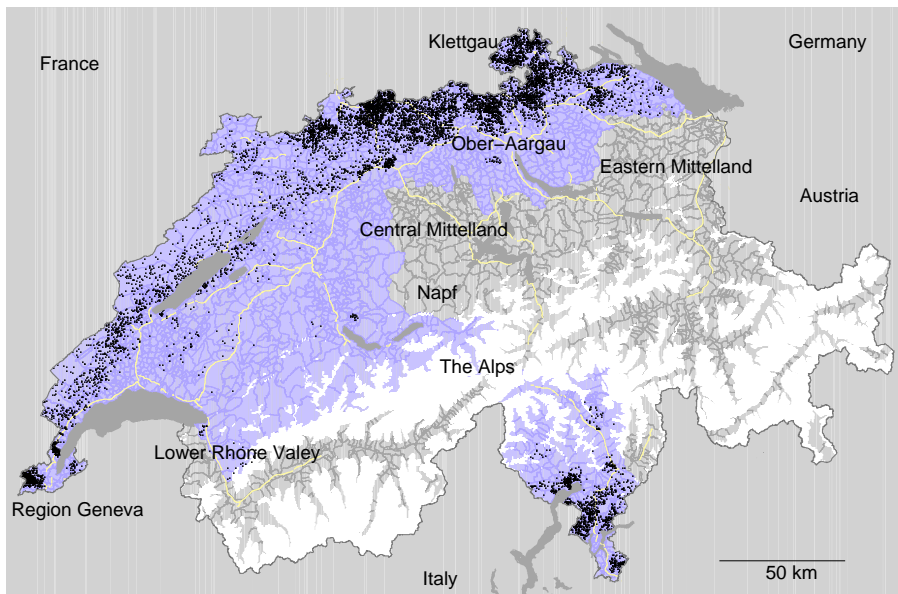 Klettgau
Germany
France
Ober–Aargau
Eastern Mittelland
Austria
Central Mittelland
Napf
The Alps
Lower Rhone Valey
Region Geneva
50 km
Italy